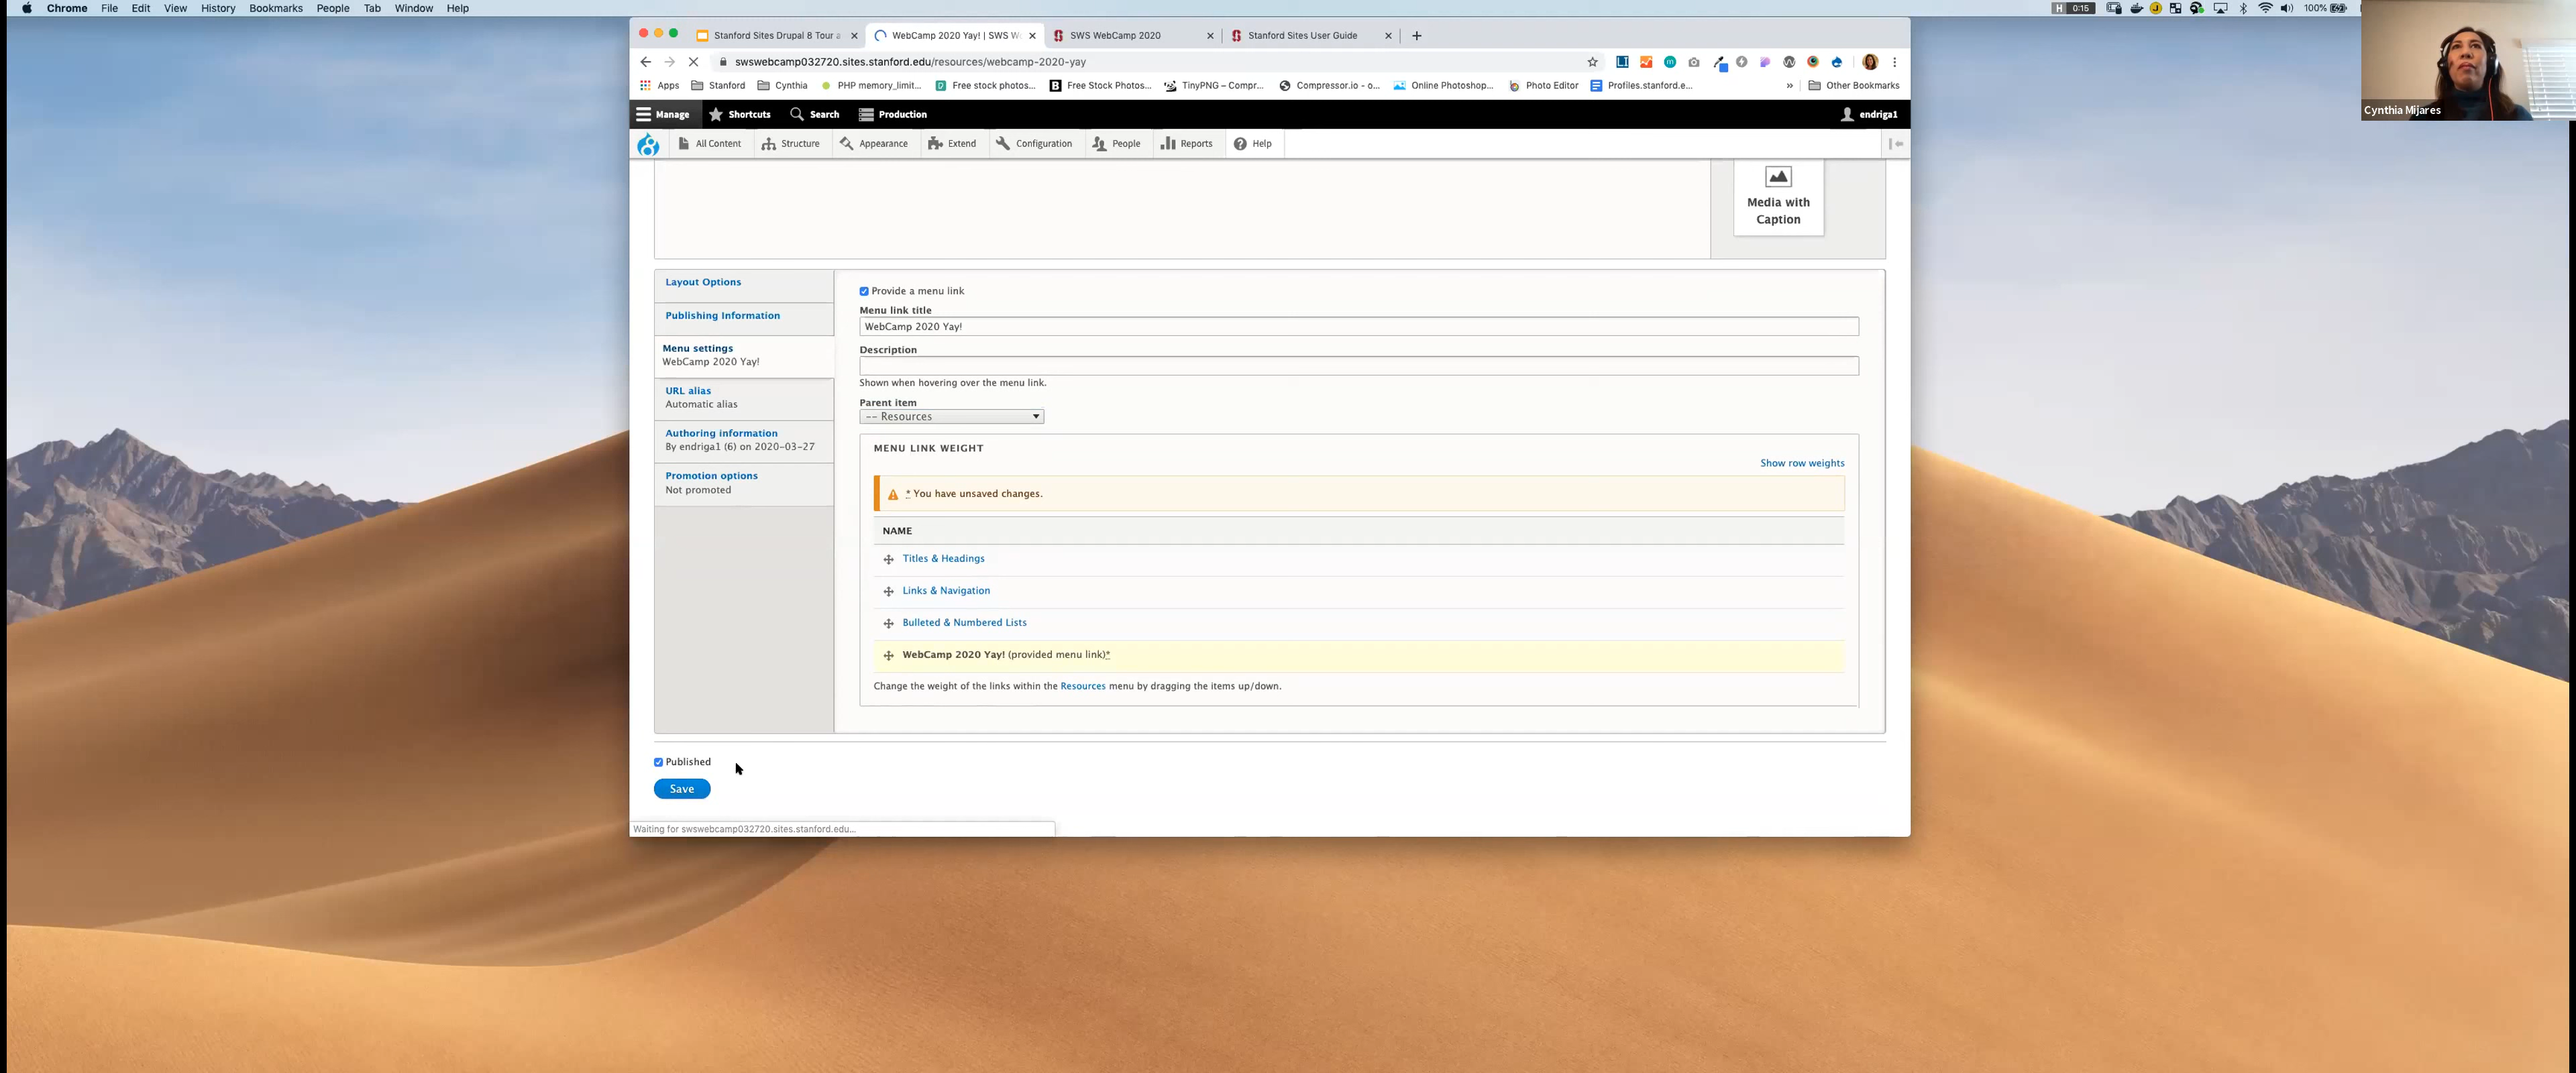 Chrome File Edit View History Bookmarks People Tab Window Help
H 0:15 100%
Stanford Sites Drupal 8 Tour a
WebCamp 2020 Yay! | SWS W
SWS WebCamp 2020
Stanford Sites User Guide
swswebcamp032720.sites.stanford.edu/resources/webcamp-2020-yay
Apps Stanford Cynthia PHP memory_limit... Free stock photos... Free Stock Photos... TinyPNG – Compr... Compressor.io - o... Online Photoshop... Photo Editor Profiles.stanford.e... » Other Bookmarks
Cynthia Mijares
Manage Shortcuts Search Production endriga1
All Content Structure Appearance Extend Configuration People Reports Help
Media with
Caption
Layout Options
Publishing Information
Menu settings
WebCamp 2020 Yay!
URL alias
Automatic alias
Authoring information
By endriga1 (6) on 2020-03-27
Promotion options
Not promoted
Provide a menu link
Menu link title
WebCamp 2020 Yay!
Description
Shown when hovering over the menu link.
Parent item
-- Resources
MENU LINK WEIGHT
Show row weights
* You have unsaved changes.
NAME
Titles & Headings
Links & Navigation
Bulleted & Numbered Lists
WebCamp 2020 Yay! (provided menu link)*
Change the weight of the links within the Resources menu by dragging the items up/down.
Published
Save
Waiting for swswebcamp032720.sites.stanford.edu...